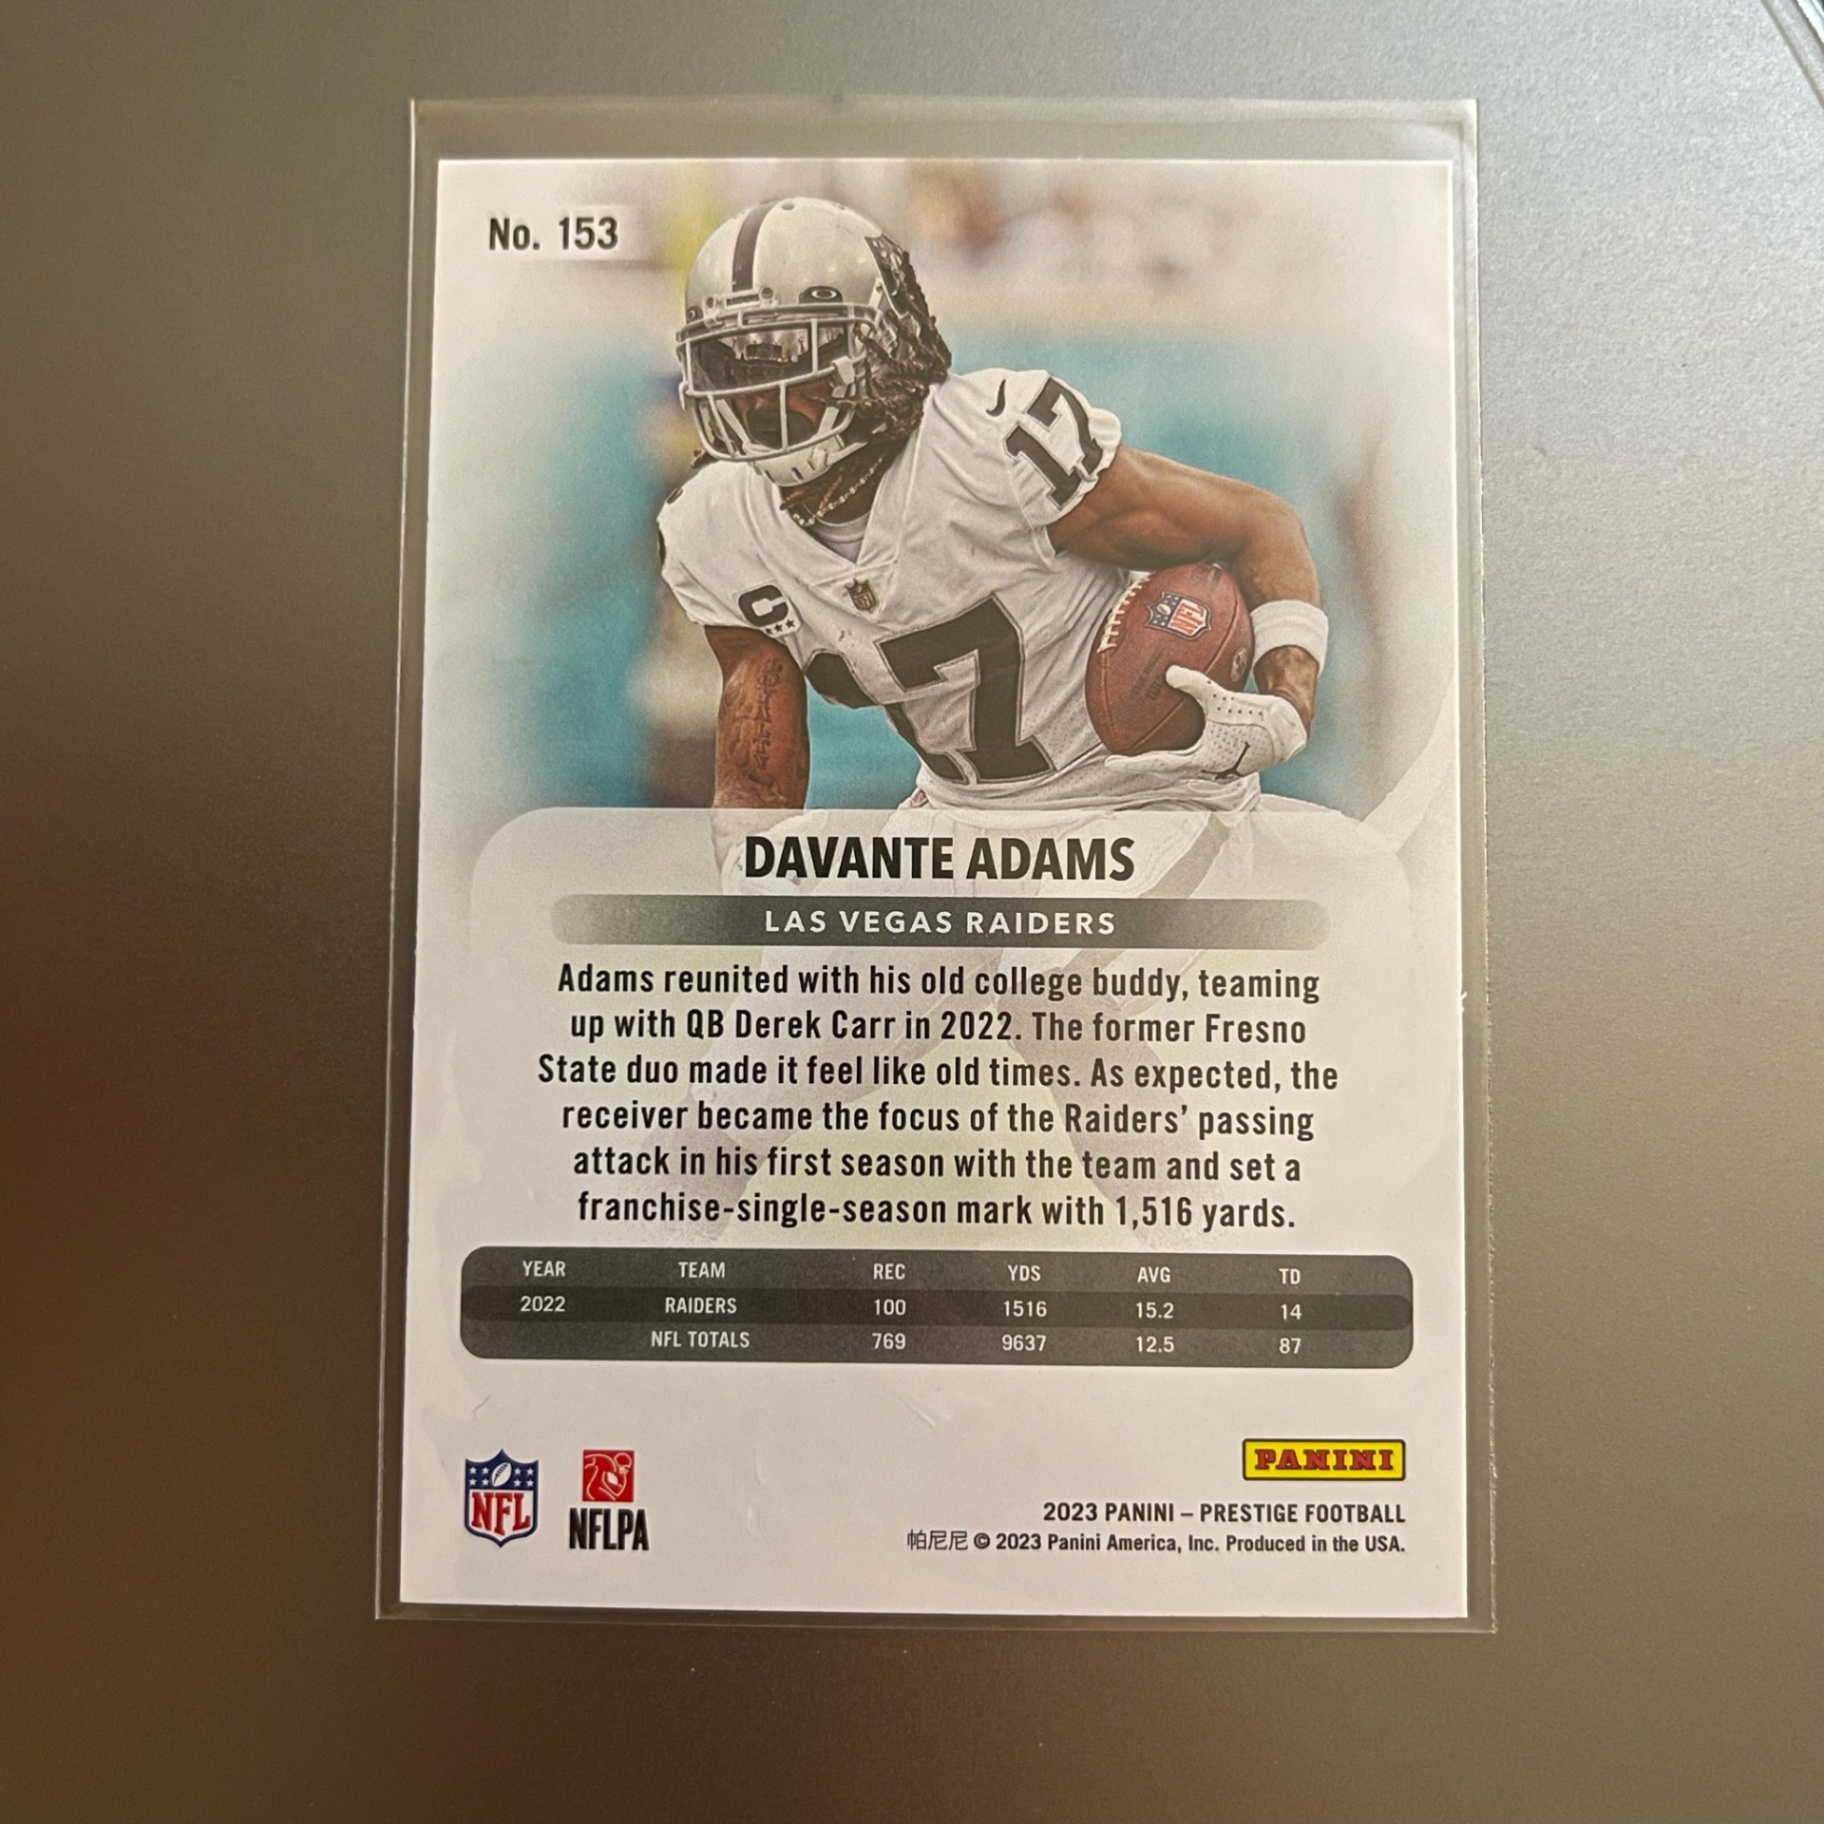 No. 153
17
C
17
DAVANTE ADAMS
LAS VEGAS RAIDERS
Adams reunited with his old college buddy, teaming
up with QB Derek Carr in 2022. The former Fresno
State duo made it feel like old times. As expected, the
receiver became the focus of the Raiders’ passing
attack in his first season with the team and set a
franchise-single-season mark with 1,516 yards.
YEAR TEAM REC YDS AVG TD
2022 RAIDERS 100 1516 15.2 14
NFL TOTALS 769 9637 12.5 87
NFL
NFLPA
PANINI
2023 PANINI – PRESTIGE FOOTBALL
帕尼尼 © 2023 Panini America, Inc. Produced in the USA.